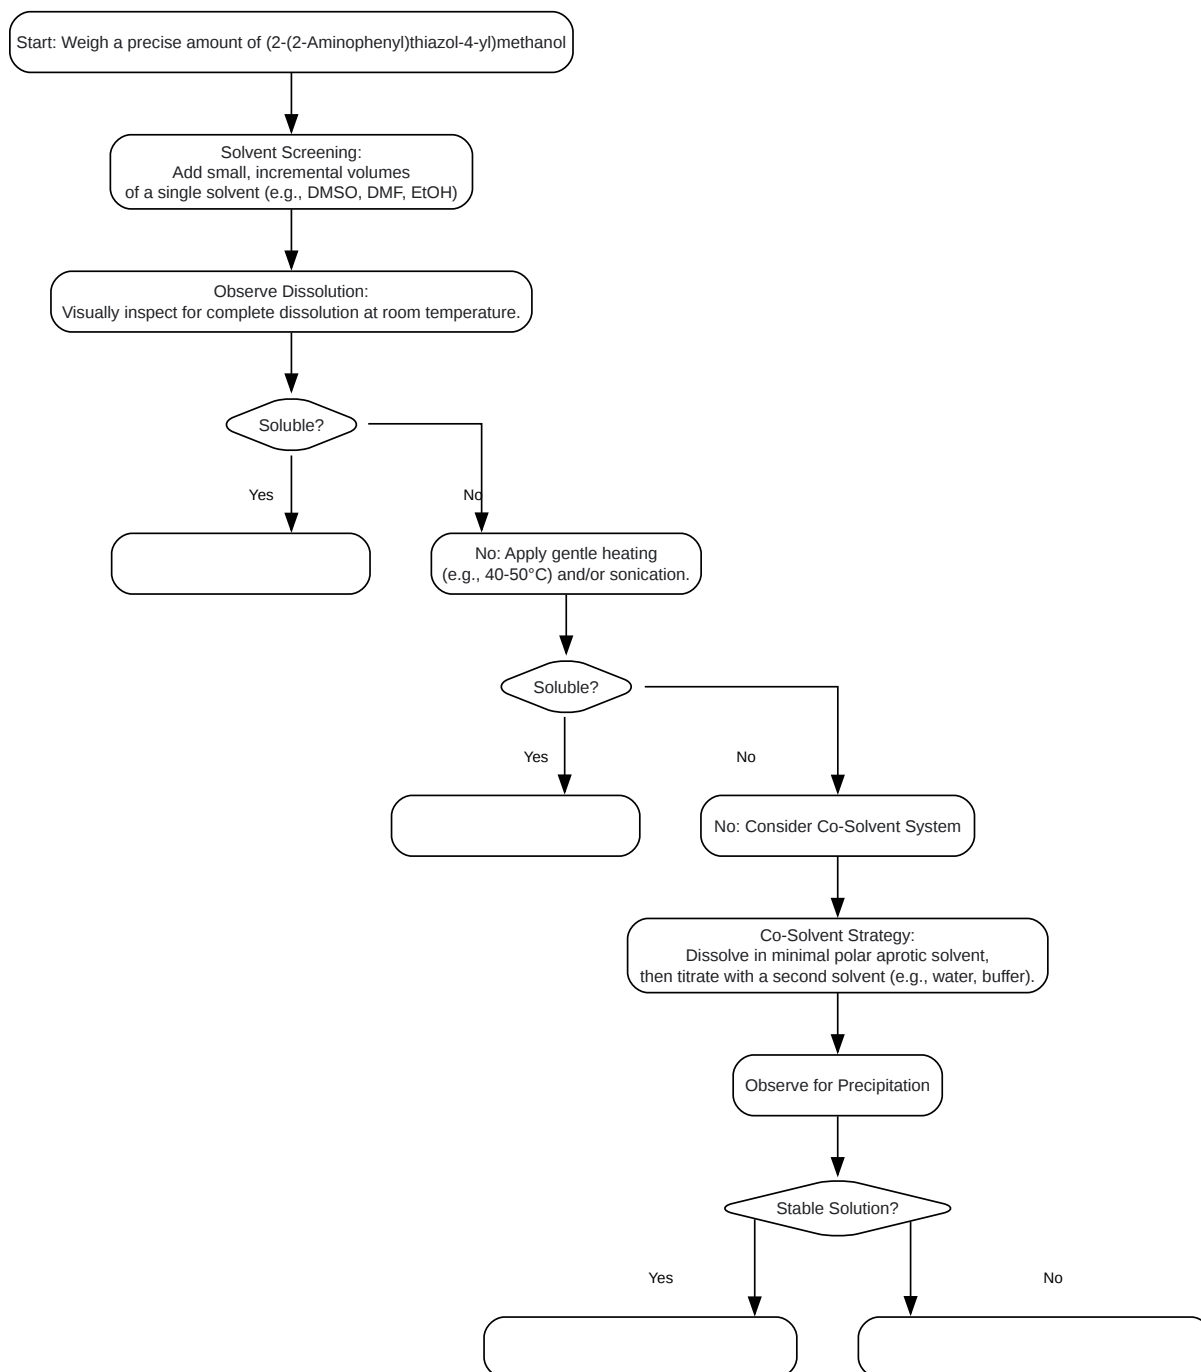 Start: Weigh a precise amount of (2-(2-Aminophenyl)thiazol-4-yl)methanol
Solvent Screening:
Add small, incremental volumes
of a single solvent (e.g., DMSO, DMF, EtOH)
Observe Dissolution:
Visually inspect for complete dissolution at room temperature.
Soluble?
Yes
No
No: Apply gentle heating
(e.g., 40-50°C) and/or sonication.
Soluble?
Yes
No
No: Consider Co-Solvent System
Co-Solvent Strategy:
Dissolve in minimal polar aprotic solvent,
then titrate with a second solvent (e.g., water, buffer).
Observe for Precipitation
Stable Solution?
Yes
No